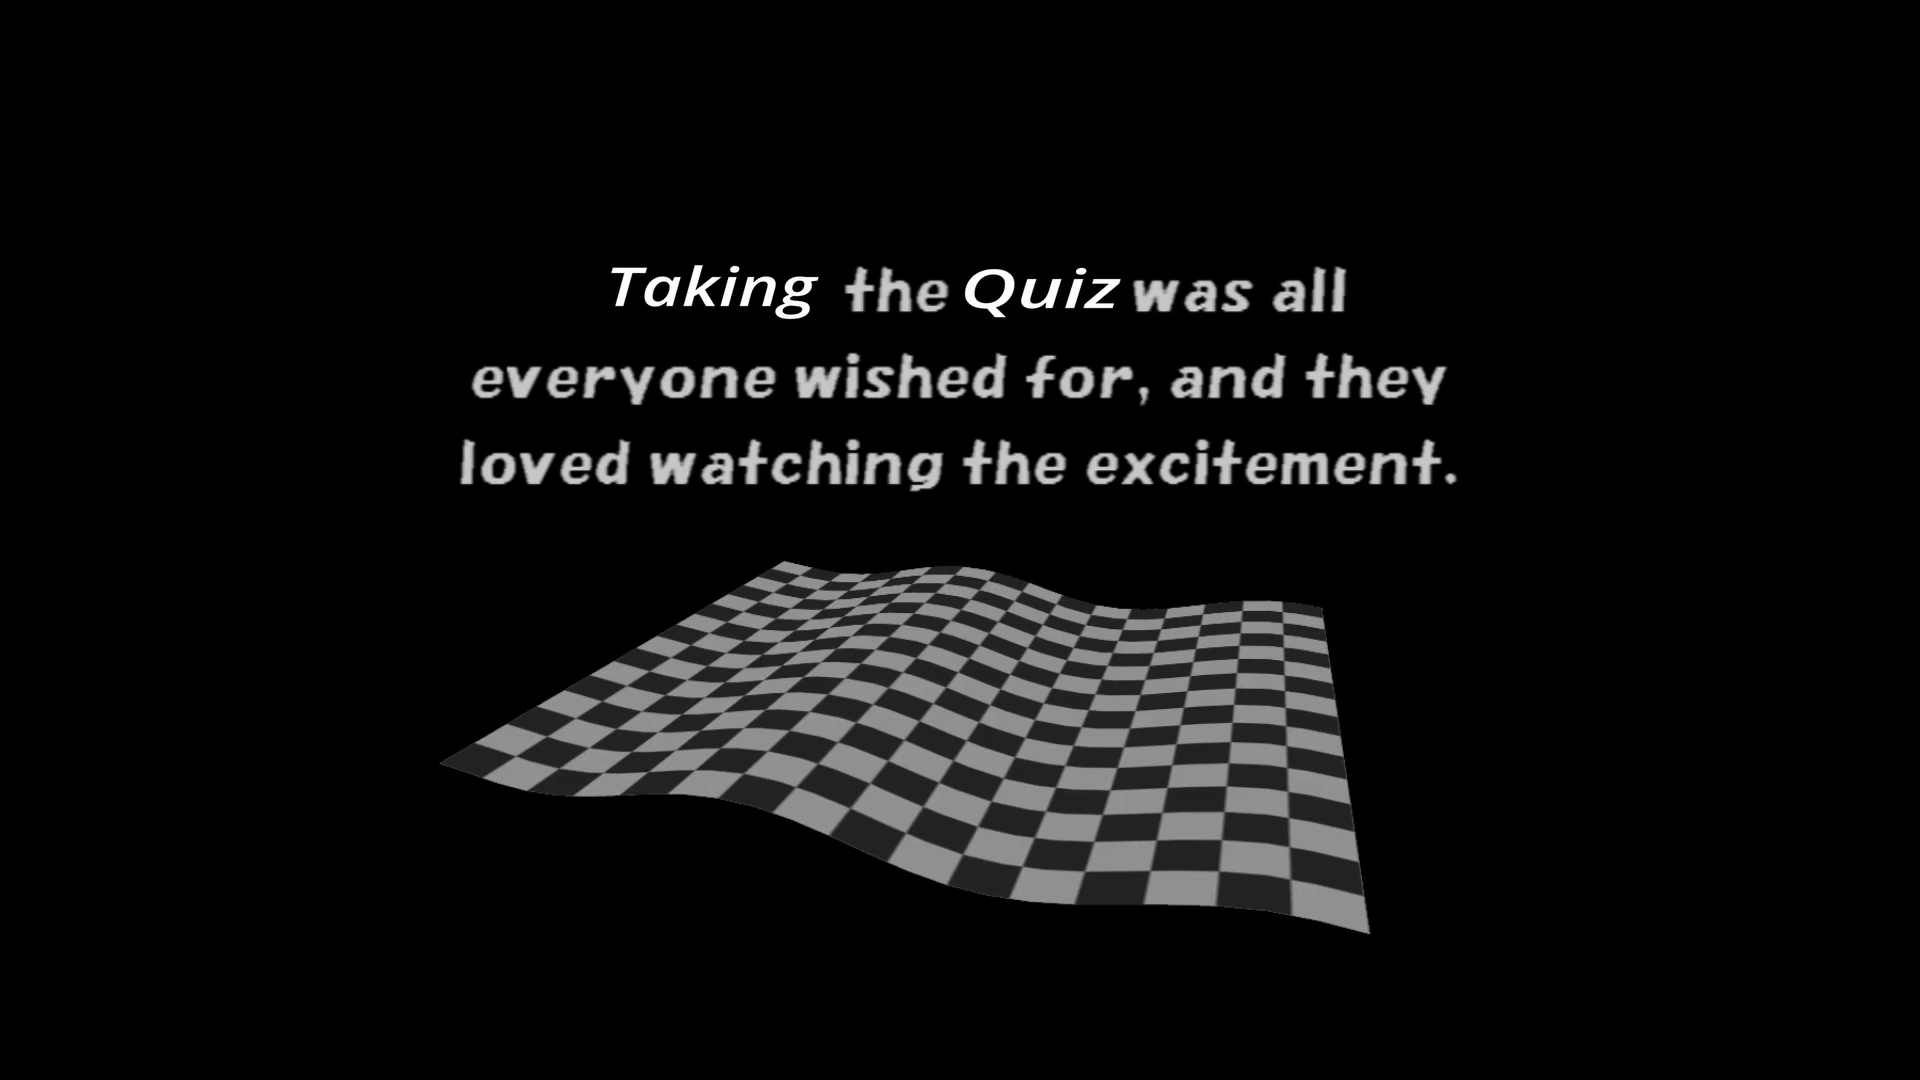 Taking the Quiz was all
everyone wished for, and they
loved watching the excitement.